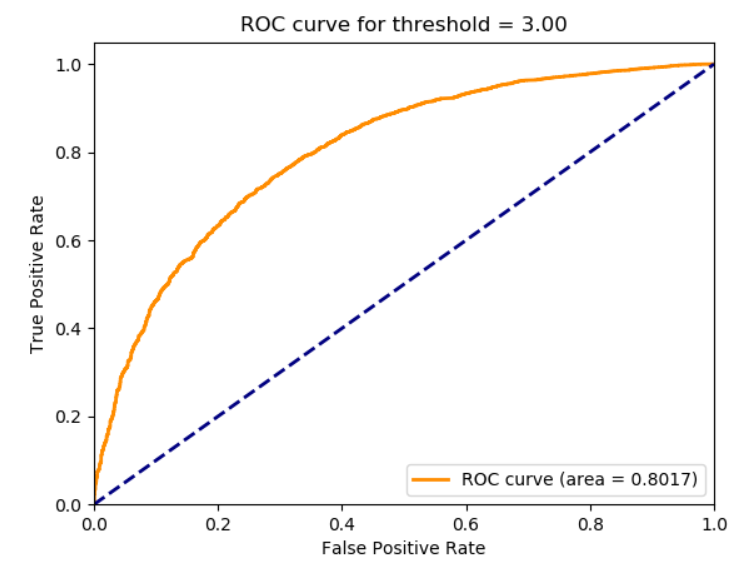 ROC curve for threshold = 3.00
True Positive Rate
1.0
0.8
0.6
0.4
0.2
0.0
ROC curve (area = 0.8017)
0.0 0.2 0.4 0.6 0.8 1.0
False Positive Rate